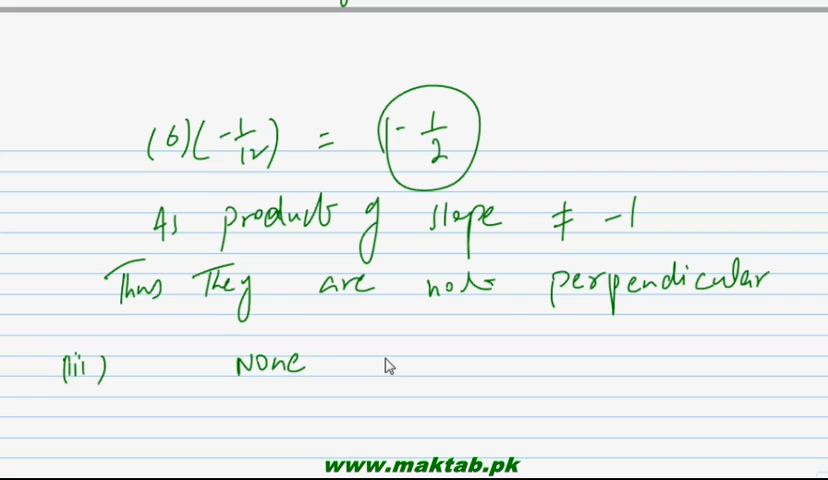 (6)(-1/12) = -1/2
As product of slope ≠ -1
Thus They are not perpendicular
(iii) None
www.maktab.pk